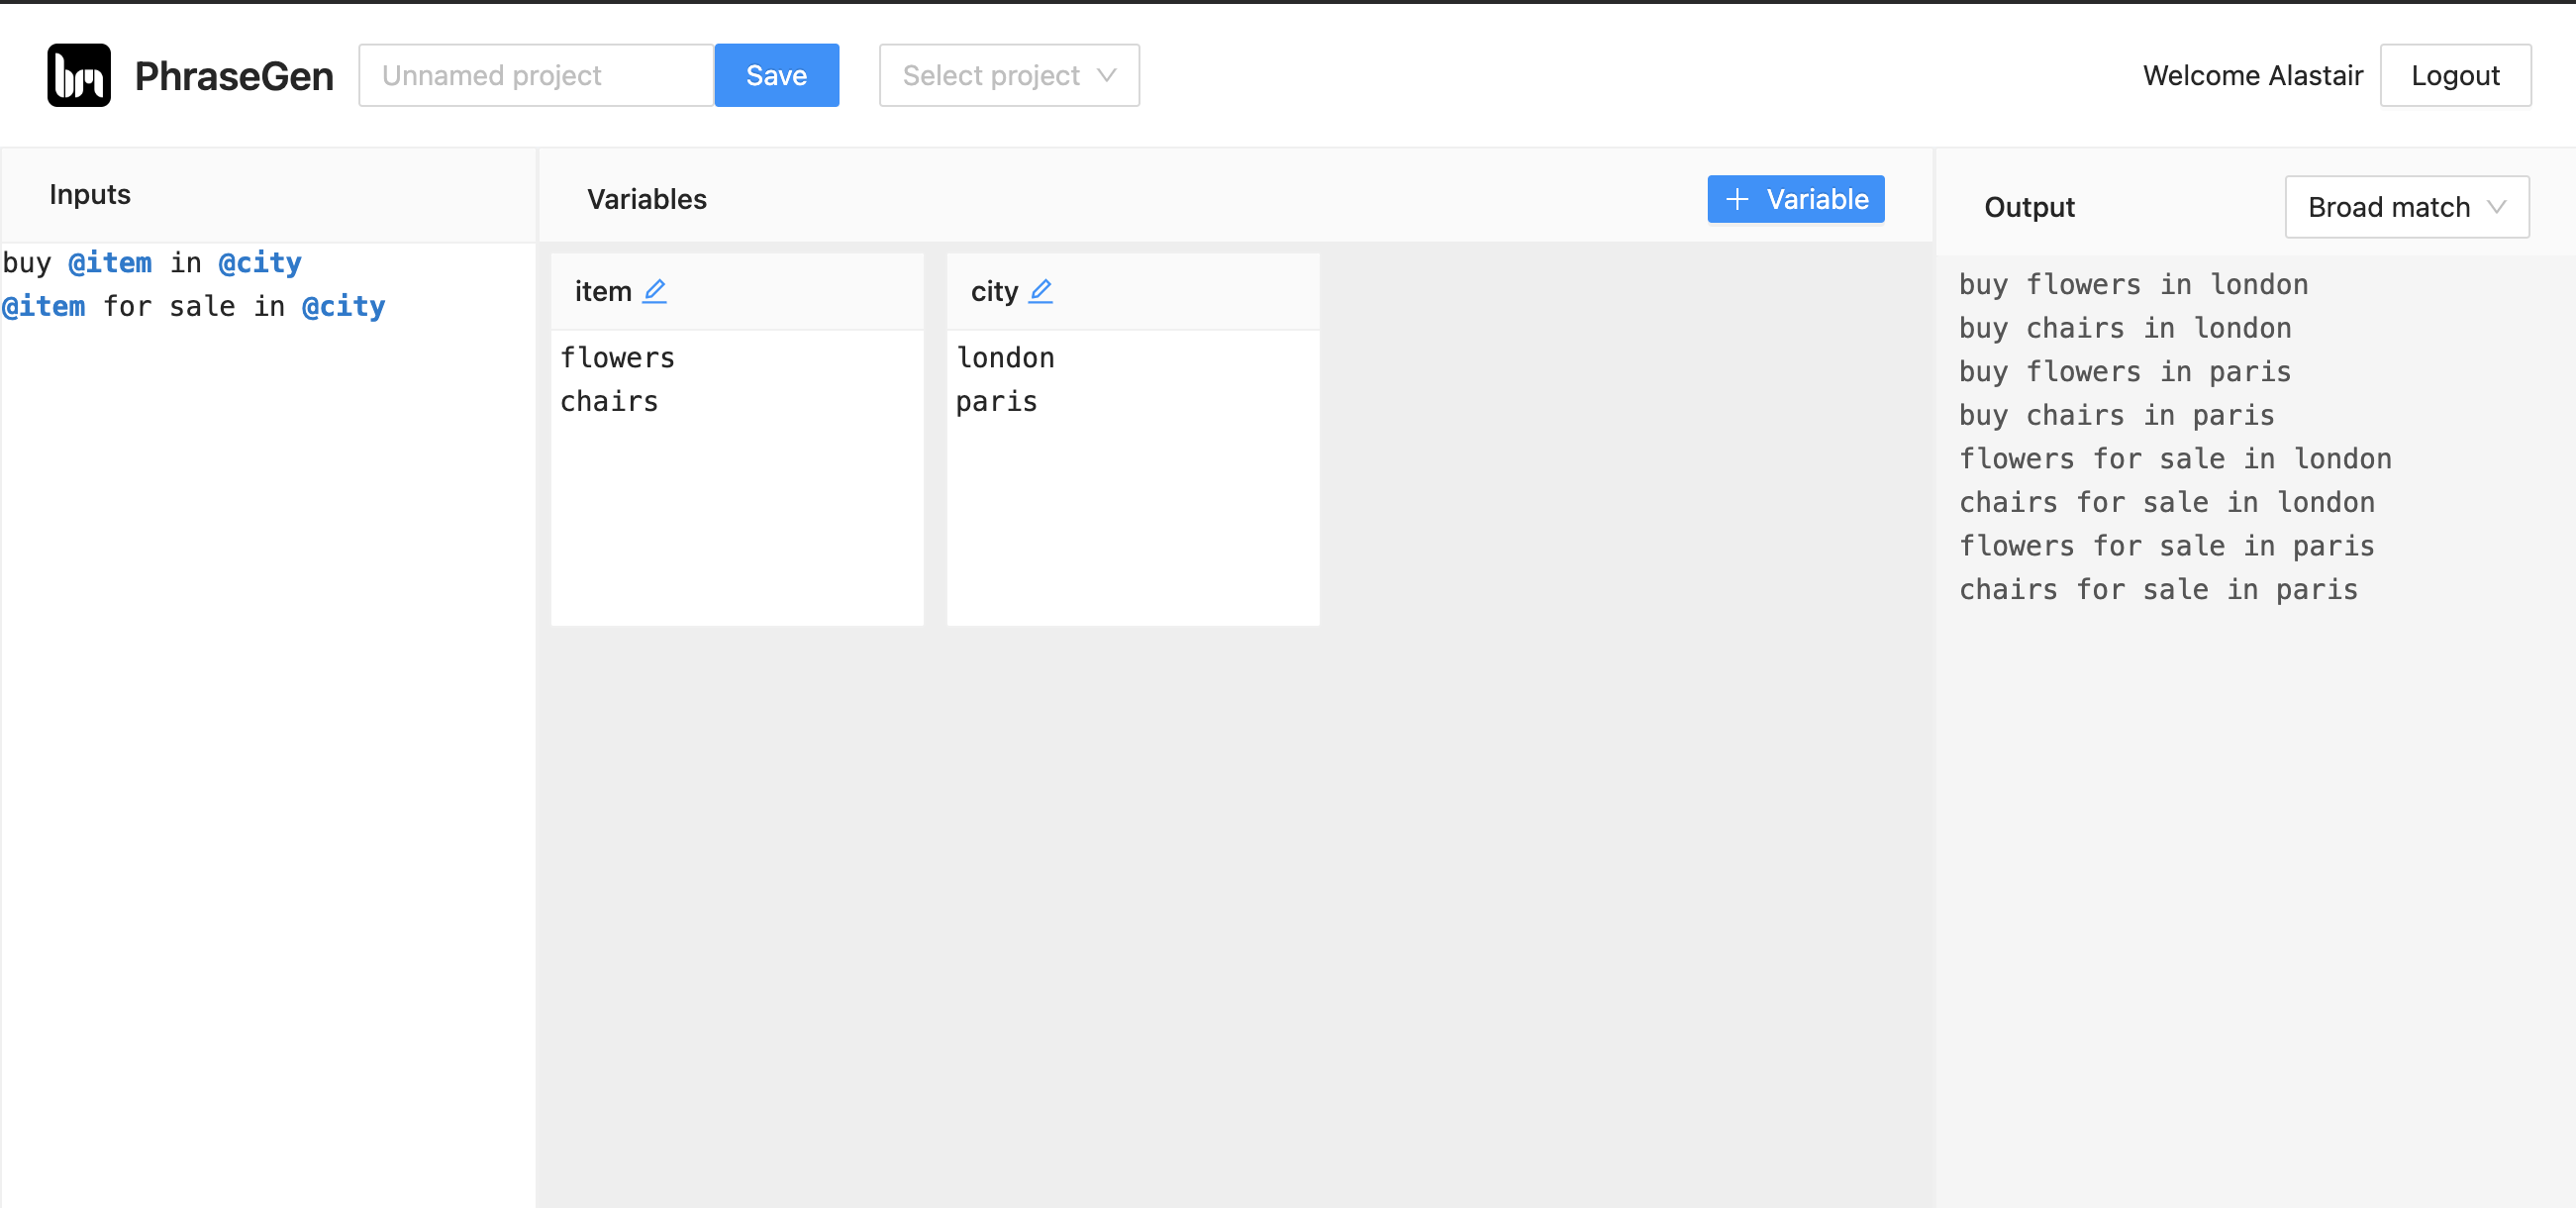 bm PhraseGen Unnamed project Save Select project Welcome Alastair Logout
Inputs
buy @item in @city
@item for sale in @city
Variables
+ Variable
item
flowers
chairs
city
london
paris
Output
Broad match
buy flowers in london
buy chairs in london
buy flowers in paris
buy chairs in paris
flowers for sale in london
chairs for sale in london
flowers for sale in paris
chairs for sale in paris